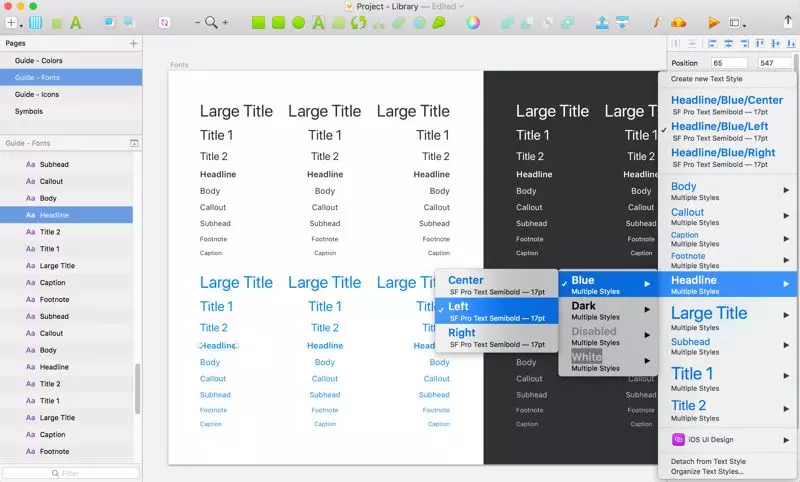 Project - Library — Edited
Pages
Guide - Colors
Guide - Fonts
Guide - Icons
Symbols
Guide - Fonts
Aa Subhead
Aa Callout
Aa Body
Aa Headline
Aa Title 2
Aa Title 1
Aa Large Title
Aa Caption
Aa Footnote
Aa Subhead
Aa Callout
Aa Body
Aa Headline
Aa Title 2
Aa Title 1
Aa Large Title
Aa Caption
Aa Footnote
Filter
Fonts
Large Title Large Title Large Title
Title 1 Title 1 Title 1
Title 2 Title 2 Title 2
Headline Headline Headline
Body Body Body
Callout Callout Callout
Subhead Subhead Subhead
Footnote Footnote Footnote
Caption Caption Caption
Large Title Large Title Large Title
Title 1 Title 1 Title 1
Title 2 Title 2 Title 2
Headline Headline Headline
Body Body Body
Callout Callout Callout
Subhead Subhead Subhead
Footnote Footnote Footnote
Caption Caption Caption
Large Title
Title 1 Title 1
Title 2 Title 2
Headline Headline
Body
Callout
Subhead
Footnote
Caption
Center
SF Pro Text Semibold — 17pt
Left
SF Pro Text Semibold — 17pt
Right
SF Pro Text Semibold — 17pt
Blue
Multiple Styles
Dark
Multiple Styles
Disabled
Multiple Styles
White
Multiple Styles
Headline
Body
Callout
Subhead
Footnote
Caption
Position 65 547
Create new Text Style
Headline/Blue/Center
SF Pro Text Semibold — 17pt
Headline/Blue/Left
SF Pro Text Semibold — 17pt
Headline/Blue/Right
SF Pro Text Semibold — 17pt
Body
Multiple Styles
Callout
Multiple Styles
Caption
Multiple Styles
Footnote
Multiple Styles
Headline
Multiple Styles
Large Title
Multiple Styles
Subhead
Multiple Styles
Title 1
Multiple Styles
Title 2
Multiple Styles
iOS UI Design
Detach from Text Style
Organize Text Styles...